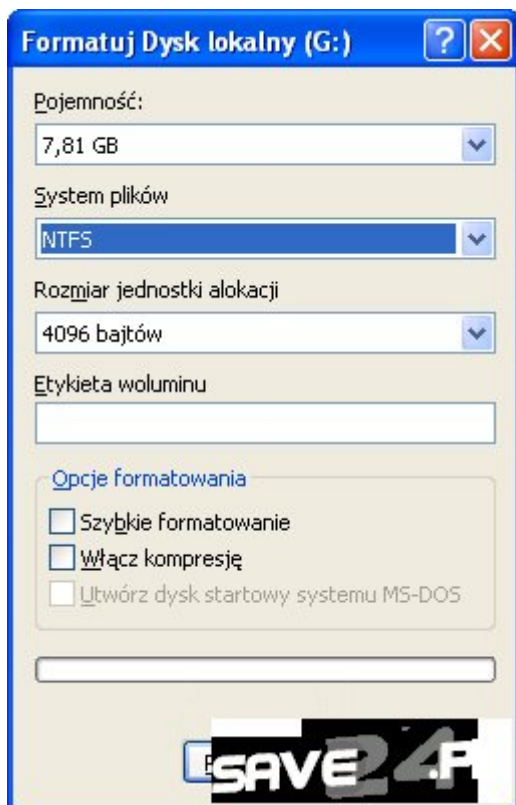 Formatuj Dysk lokalny (G:)
Pojemność:
7,81 GB
System plików
NTFS
Rozmiar jednostki alokacji
4096 bajtów
Etykieta woluminu
Opcje formatowania
Szybkie formatowanie
Włącz kompresję
Utwórz dysk startowy systemu MS-DOS
SAVE24.P